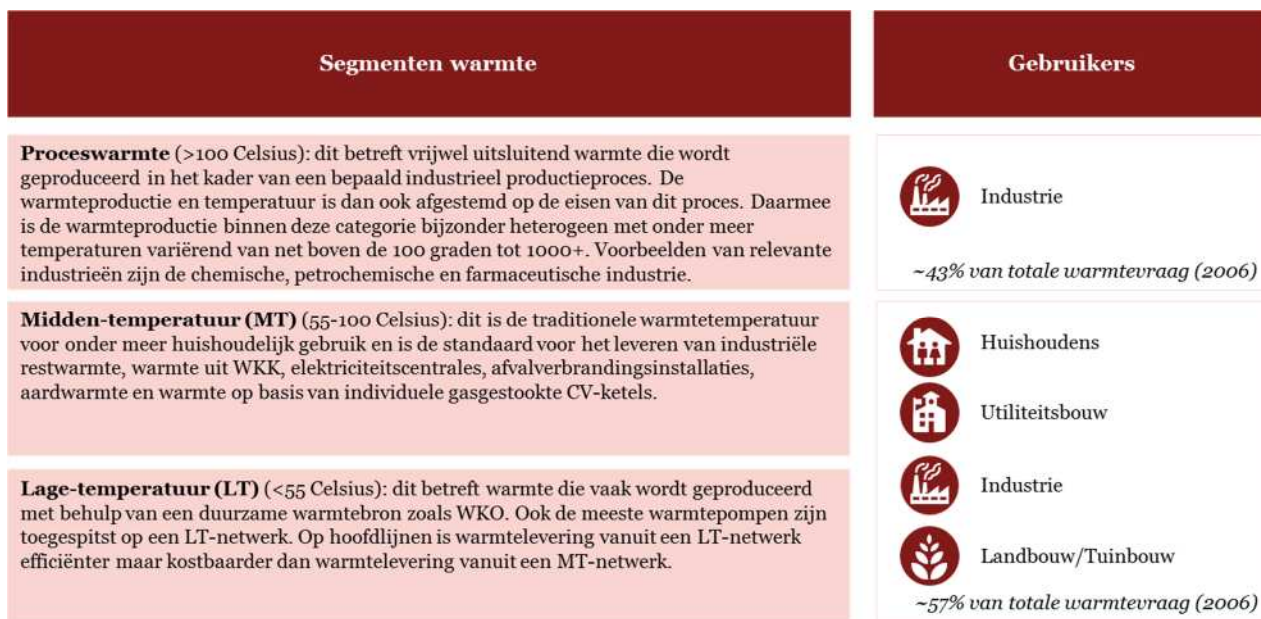 Segmenten warmte
Gebruikers
Proceswarmte (>100 Celsius): dit betreft vrijwel uitsluitend warmte die wordt
geproduceerd in het kader van een bepaald industrieel productieproces. De
warmteproductie en temperatuur is dan ook afgestemd op de eisen van dit proces. Daarmee
is de warmteproductie binnen deze categorie bijzonder heterogeen met onder meer
temperaturen variërend van net boven de 100 graden tot 1000+. Voorbeelden van relevante
industrieën zijn de chemische, petrochemische en farmaceutische industrie.
Industrie
~43% van totale warmtevraag (2006)
Midden-temperatuur (MT) (55-100 Celsius): dit is de traditionele warmtetemperatuur
voor onder meer huishoudelijk gebruik en is de standaard voor het leveren van industriële
restwarmte, warmte uit WKK, elektriciteitscentrales, afvalverbrandingsinstallaties,
aardwarmte en warmte op basis van individuele gasgestookte CV-ketels.
Lage-temperatuur (LT) (<55 Celsius): dit betreft warmte die vaak wordt geproduceerd
met behulp van een duurzame warmtebron zoals WKO. Ook de meeste warmtepompen zijn
toegespitst op een LT-netwerk. Op hoofdlijnen is warmtelevering vanuit een LT-netwerk
efficiënter maar kostbaarder dan warmtelevering vanuit een MT-netwerk.
Huishoudens
Utiliteitsbouw
Industrie
Landbouw/Tuinbouw
~57% van totale warmtevraag (2006)